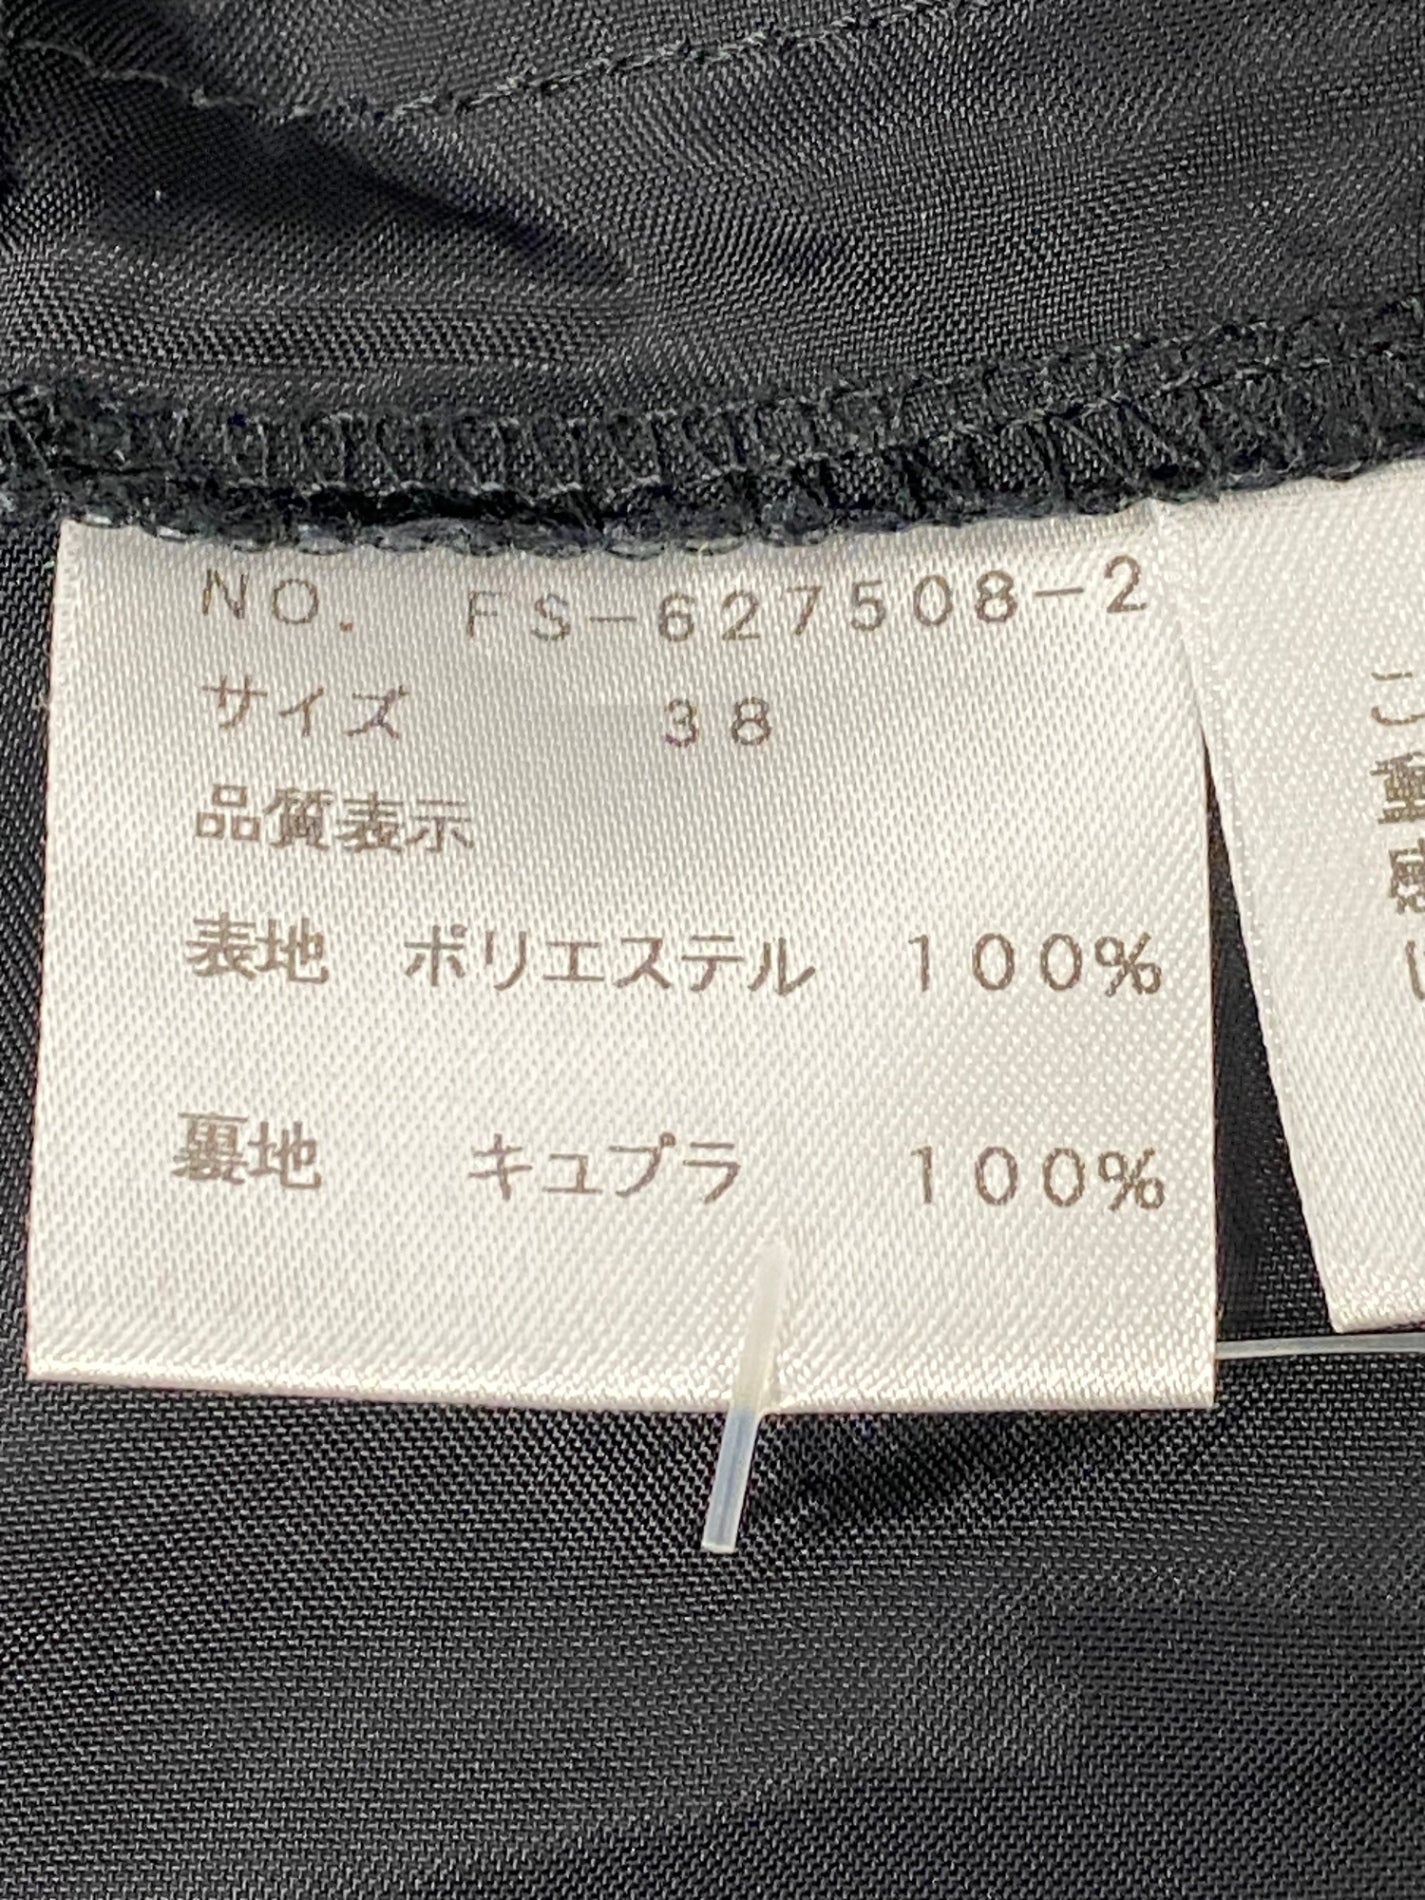 NO. FS-627508-2
サイズ 38
品質表示
表地 ポリエステル 100%
裏地 キュプラ 100%